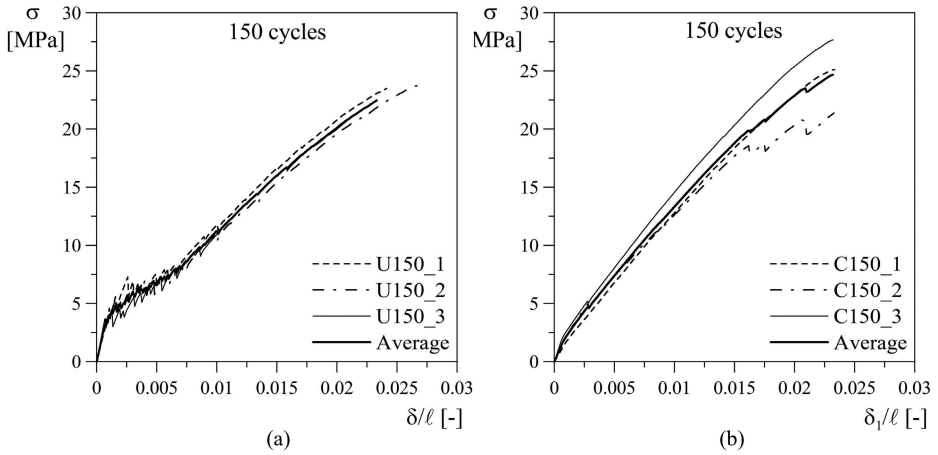 σ
[MPa]
150 cycles
30
25
20
15
10
5
0
U150_1
U150_2
U150_3
Average
0 0.005 0.01 0.015 0.02 0.025 0.03
δ/ℓ [-]
(a)
σ
MPa]
150 cycles
30
25
20
15
10
5
0
C150_1
C150_2
C150_3
Average
0 0.005 0.01 0.015 0.02 0.025 0.03
δ₁/ℓ [-]
(b)